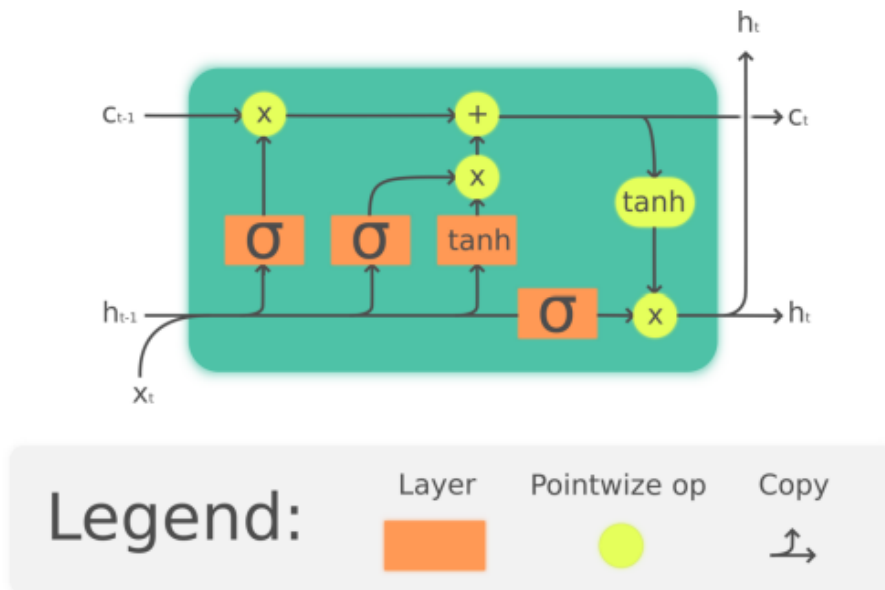 hₜ
cₜ₋₁ x + cₜ
x
tanh
σ σ tanh
hₜ₋₁ σ x hₜ
xₜ
Legend: Layer Pointwize op Copy